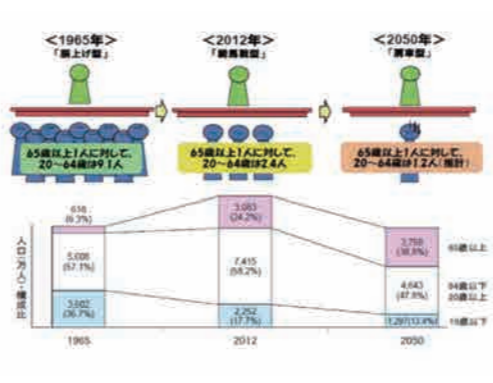 <1965年>
「胴上げ型」
<2012年>
「騎馬戦型」
<2050年>
「肩車型」
65歳以上1人に対して、
20〜64歳は9.1人
65歳以上1人に対して、
20〜64歳は2.4人
65歳以上1人に対して、
20〜64歳は1.2人(推計)
人口(万人)・構成比
(6.3%)
5,608
(57.1%)
3,602
(36.7%)
1965
3,083
(24.2%)
7,415
(58.2%)
2,252
(17.7%)
2012
(38.8%)
4,643
(47.8%)
1,297(13.4%)
2050
65歳以上
64歳以下
20歳以上
19歳以下